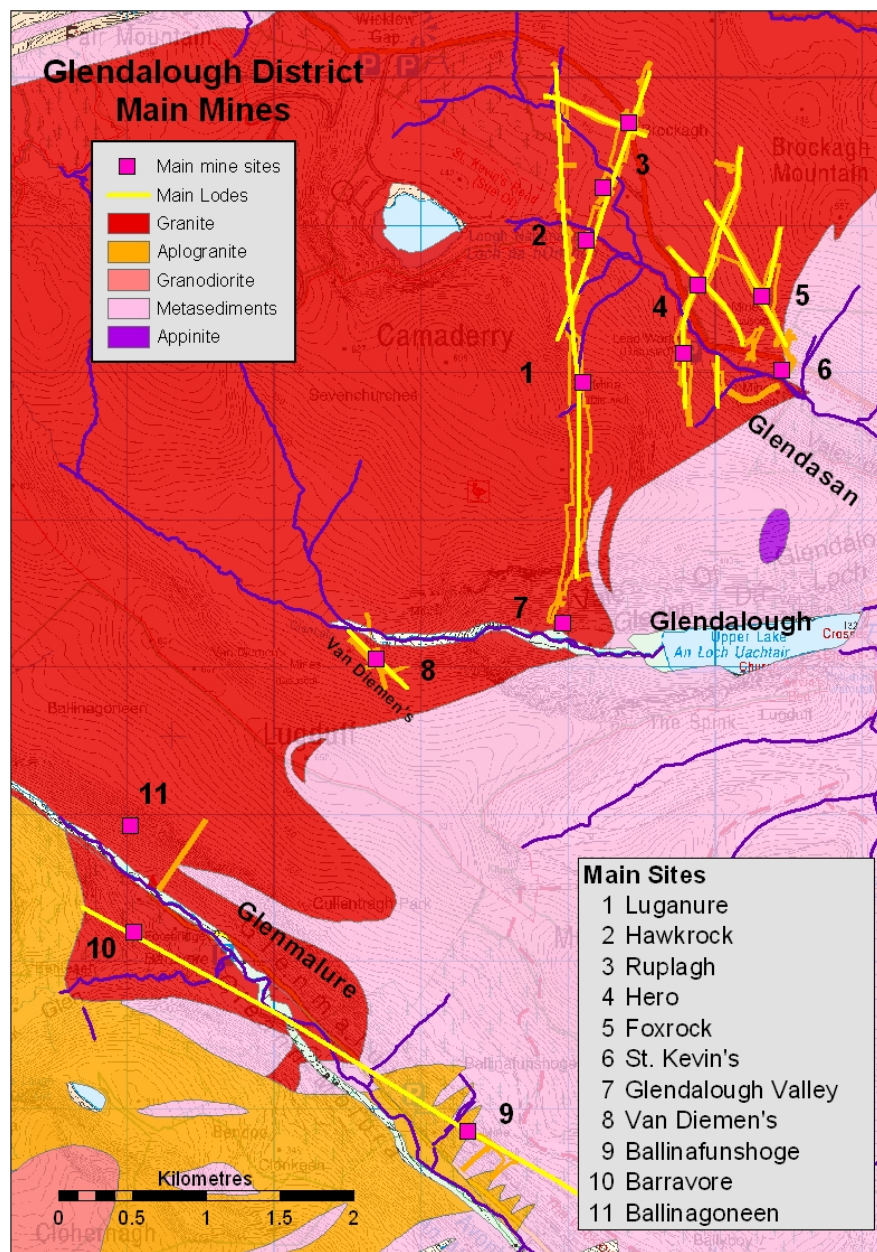 Fair Mountain
Wicklow
Gap
P P
Glendalough District
Main Mines
Main mine sites
Main Lodes
Granite
Aplogranite
Granodiorite
Metasediments
Appinite
Brockagh
Brockagh
Mountain
3
2
4
5
Camaderry
1
6
Sevenchurches
Glendasan
7
Glendalough
Upper Lake
An Loch Uachtair
Van Diemen's
8
Ballinagoneen
Lugduff
The Spink
Lugduff
11
Cullentragh Park
Glenmalure
10
Ballinafunshoge
9
Clonkeen
Clohernagh
Kilometres
0 0.5 1 1.5 2
Main Sites
1 Luganure
2 Hawkrock
3 Ruplagh
4 Hero
5 Foxrock
6 St. Kevin's
7 Glendalough Valley
8 Van Diemen's
9 Ballinafunshoge
10 Barravore
11 Ballinagoneen